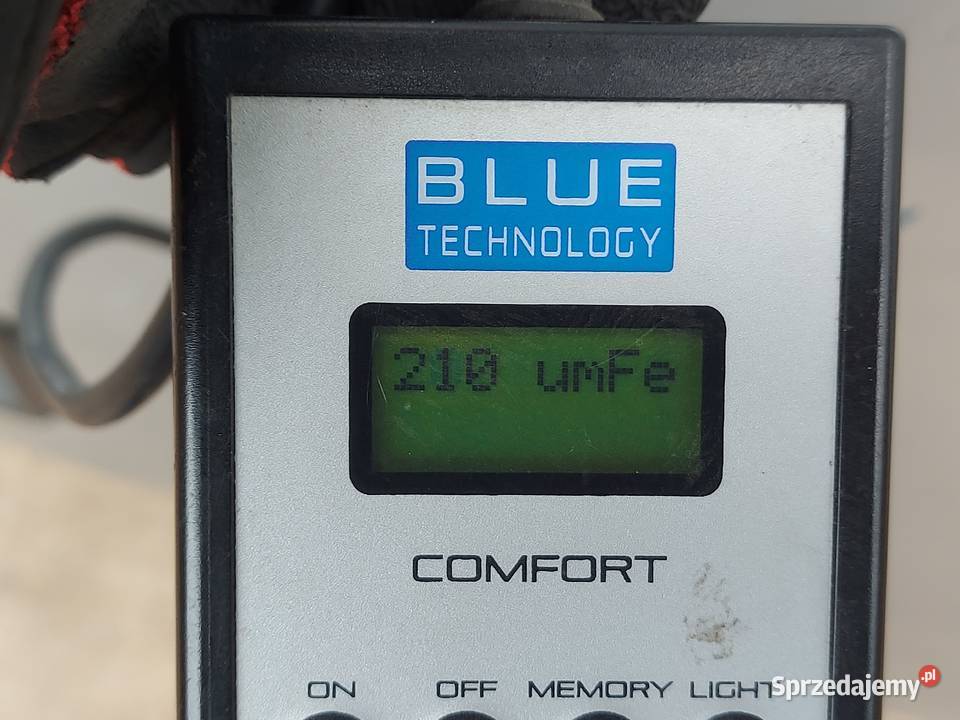 BLUE
TECHNOLOGY
210 umFe
COMFORT
ON OFF MEMORY LIGHT
Sprzedajemy.pl